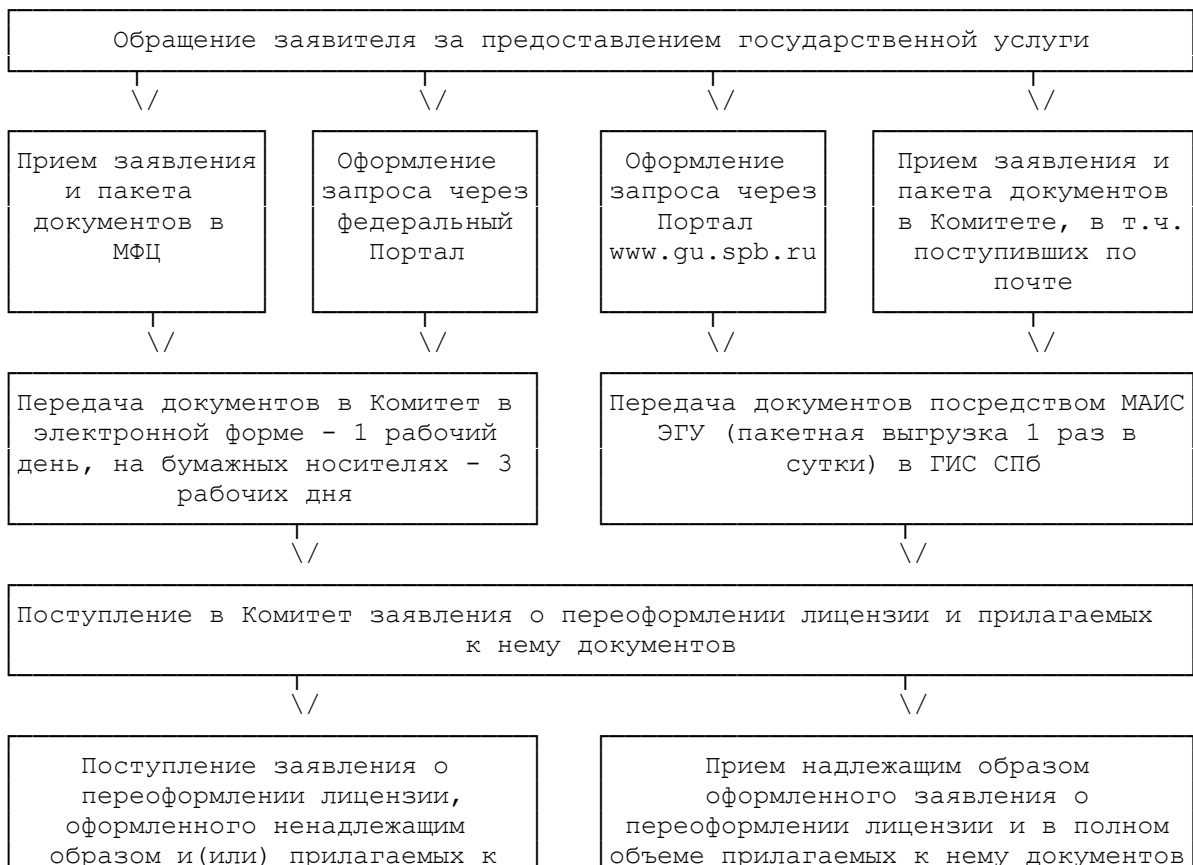 Обращение заявителя за предоставлением государственной услуги
\/ \/ \/ \/
Прием заявления
и пакета
документов в
МФЦ
Оформление
запроса через
федеральный
Портал
Оформление
запроса через
Портал
www.gu.spb.ru
Прием заявления и
пакета документов
в Комитете, в т.ч.
поступивших по
почте
\/ \/ \/ \/
Передача документов в Комитет в
электронной форме - 1 рабочий
день, на бумажных носителях - 3
рабочих дня
Передача документов посредством МАИС
ЭГУ (пакетная выгрузка 1 раз в
сутки) в ГИС СПб
\/ \/
Поступление в Комитет заявления о переоформлении лицензии и прилагаемых
к нему документов
\/ \/
Поступление заявления о
переоформлении лицензии,
оформленного ненадлежащим
образом и(или) прилагаемых к
Прием надлежащим образом
оформленного заявления о
переоформлении лицензии и в полном
объеме прилагаемых к нему документов